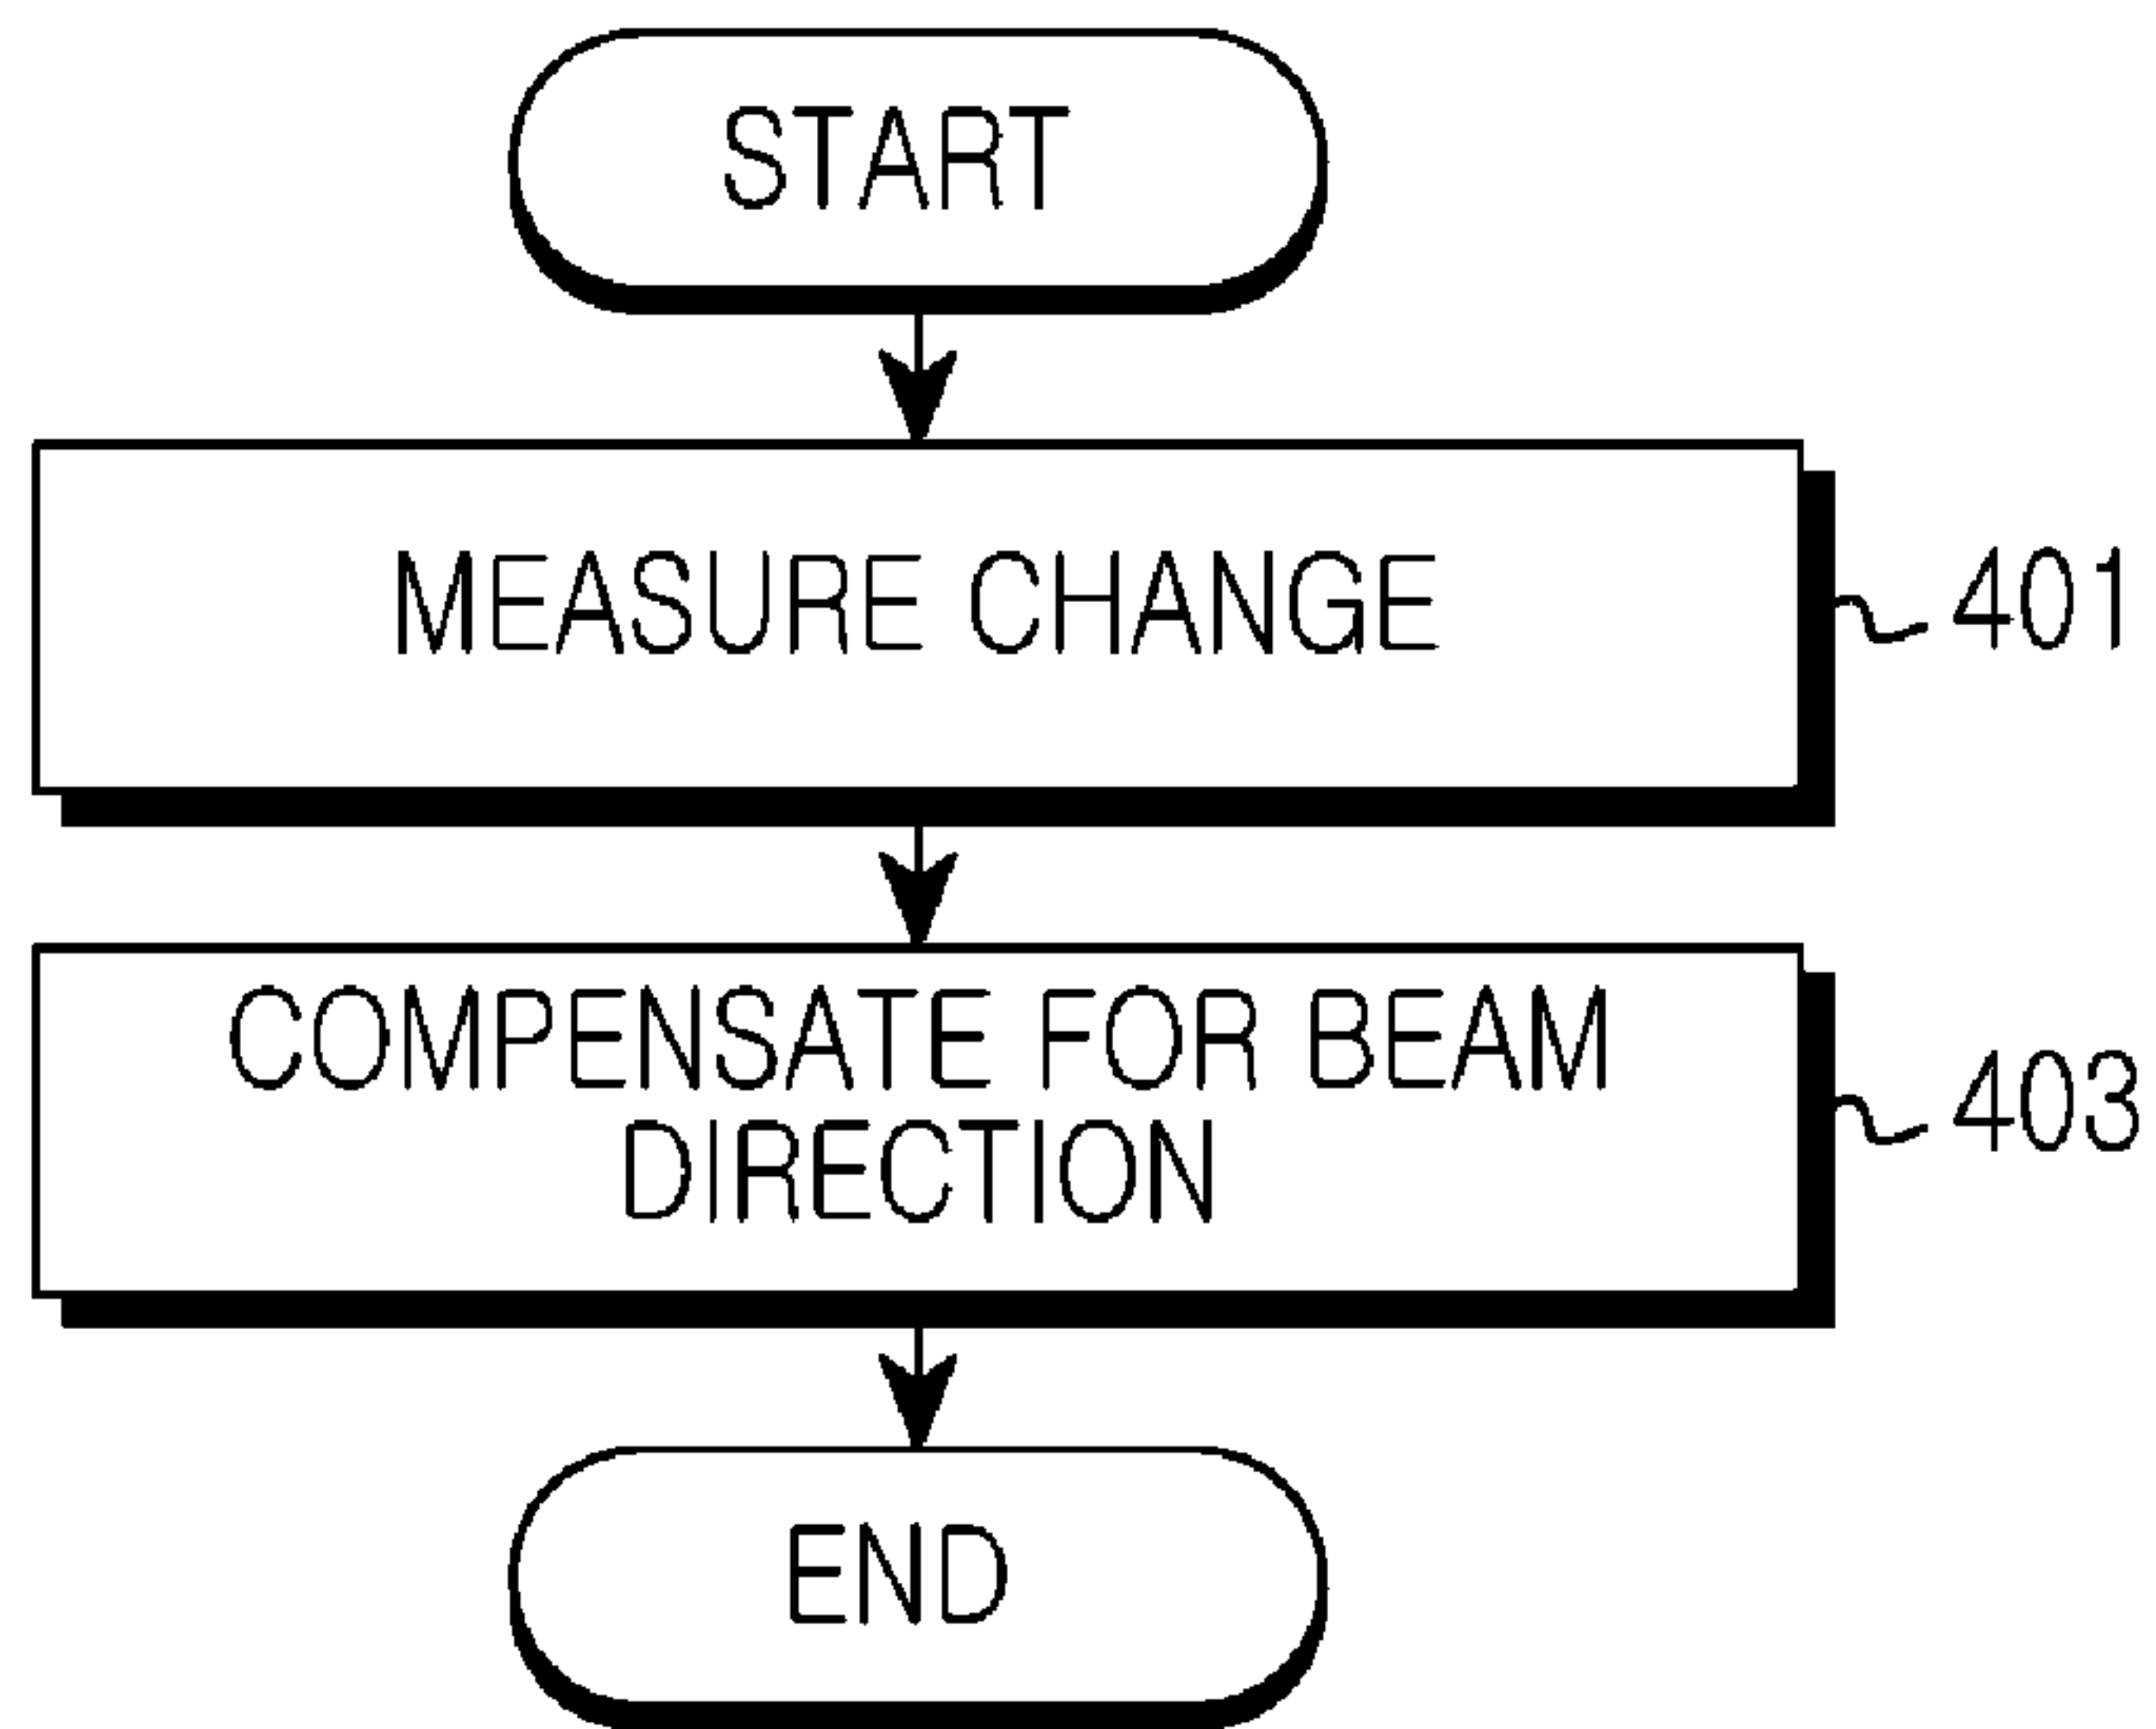 START
MEASURE CHANGE
401
COMPENSATE FOR BEAM
DIRECTION
403
END